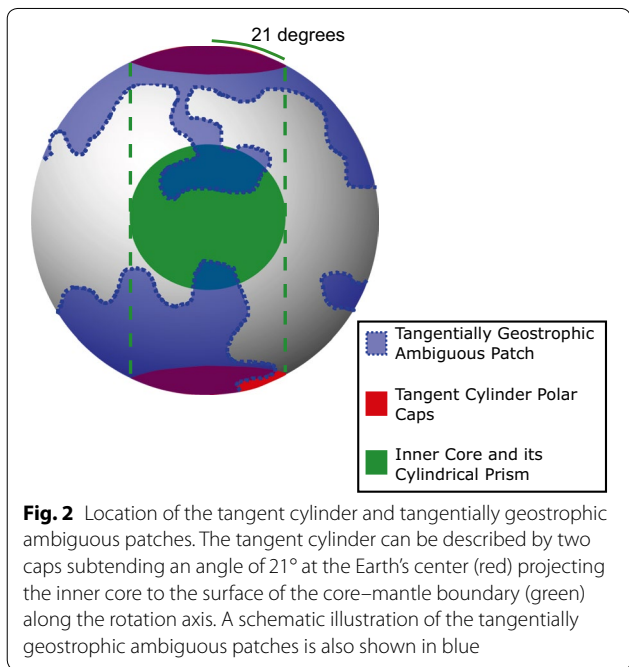 21 degrees
Tangentially Geostrophic
Ambiguous Patch
Tangent Cylinder Polar
Caps
Inner Core and its
Cylindrical Prism
Fig. 2 Location of the tangent cylinder and tangentially geostrophic
ambiguous patches. The tangent cylinder can be described by two
caps subtending an angle of 21° at the Earth's center (red) projecting
the inner core to the surface of the core–mantle boundary (green)
along the rotation axis. A schematic illustration of the tangentially
geostrophic ambiguous patches is also shown in blue